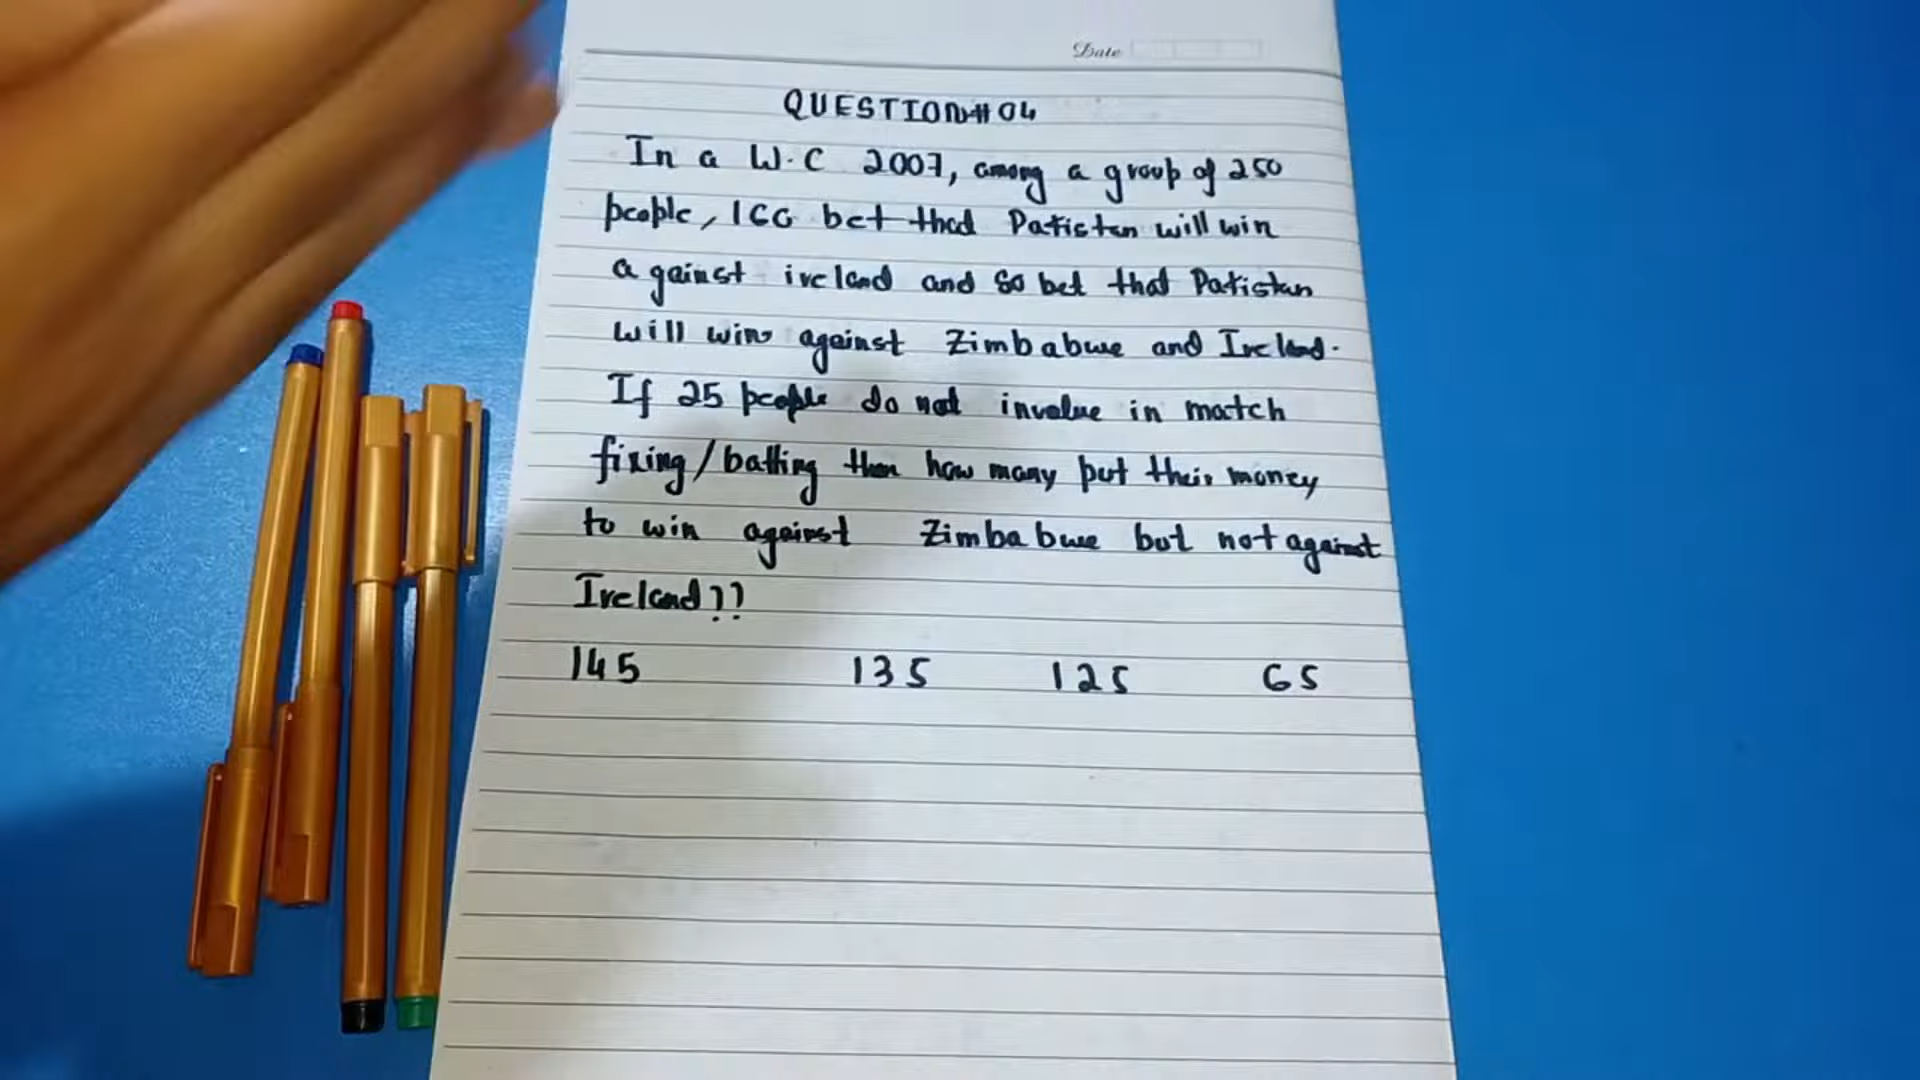 Date
QUESTION# 04
In a W.C 2007, among a group of 250
people, 160 bet that Pakistan will win
against ireland and 80 bet that Pakistan
will win against Zimbabwe and Ireland.
If 25 people do not involve in match
fixing/batting then how many put their money
to win against Zimbabwe but not against
Ireland??
145 135 125 65